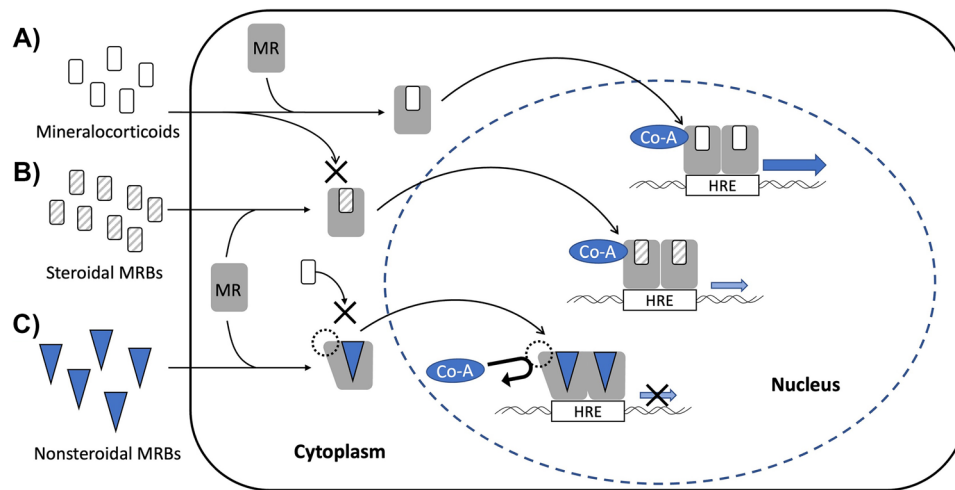 A)
MR
Mineralocorticoids
Co-A
HRE
B)
Steroidal MRBs
Co-A
HRE
MR
C)
Co-A
HRE
Nucleus
Nonsteroidal MRBs
Cytoplasm